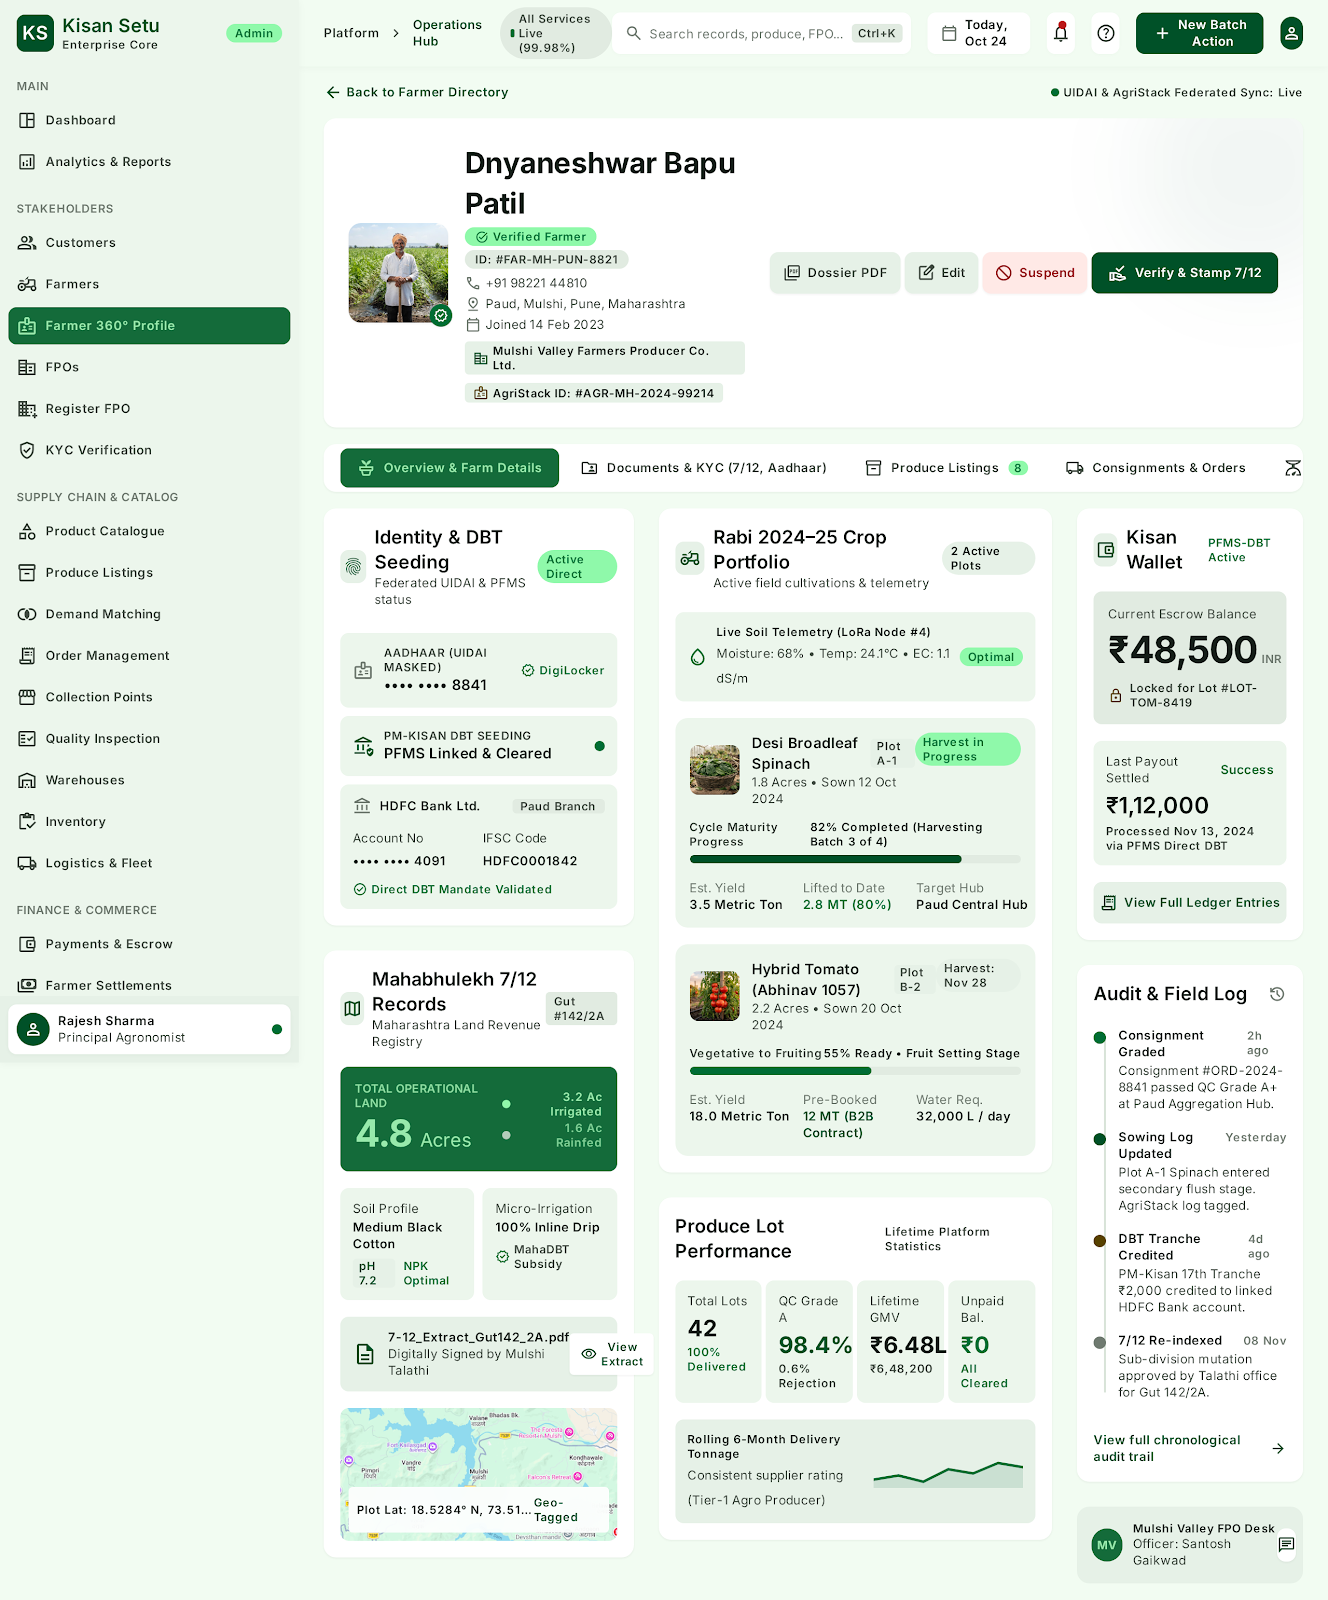 KS
Kisan Setu
Enterprise Core
Admin
MAIN
Dashboard
Analytics & Reports
STAKEHOLDERS
Customers
Farmers
Farmer 360° Profile
FPOs
Register FPO
KYC Verification
SUPPLY CHAIN & CATALOG
Product Catalogue
Produce Listings
Demand Matching
Order Management
Collection Points
Quality Inspection
Warehouses
Inventory
Logistics & Fleet
FINANCE & COMMERCE
Payments & Escrow
Farmer Settlements
Rajesh Sharma
Principal Agronomist
Platform
Operations
Hub
All Services
Live
(99.98%)
Search records, produce, FPO...
Ctrl+K
Today,
Oct 24
New Batch
Action
Back to Farmer Directory
UIDAI & AgriStack Federated Sync: Live
Dnyaneshwar Bapu
Patil
Verified Farmer
ID: #FAR-MH-PUN-8821
+91 98221 44810
Paud, Mulshi, Pune, Maharashtra
Joined 14 Feb 2023
Mulshi Valley Farmers Producer Co.
Ltd.
AgriStack ID: #AGR-MH-2024-99214
Dossier PDF
Edit
Suspend
Verify & Stamp 7/12
Overview & Farm Details
Documents & KYC (7/12, Aadhaar)
Produce Listings 8
Consignments & Orders
Identity & DBT
Seeding
Federated UIDAI & PFMS
status
Active
Direct
AADHAAR (UIDAI
MASKED)
•••• •••• 8841
DigiLocker
PM-KISAN DBT SEEDING
PFMS Linked & Cleared
HDFC Bank Ltd.
Paud Branch
Account No
IFSC Code
•••• •••• 4091
HDFC0001842
Direct DBT Mandate Validated
Mahabhulekh 7/12
Records
Maharashtra Land Revenue
Registry
Gut
#142/2A
TOTAL OPERATIONAL
LAND
4.8 Acres
3.2 Ac
Irrigated
1.6 Ac
Rainfed
Soil Profile
Medium Black
Cotton
pH
7.2
NPK
Optimal
Micro-Irrigation
100% Inline Drip
MahaDBT
Subsidy
7-12_Extract_Gut142_2A.pdf
Digitally Signed by Mulshi
Talathi
View
Extract
Valane
Bhadas Bk.
Vandre
Pimpri
Mulshi
Kondhawale
Falcon's Retreat
Plot Lat: 18.5284° N, 73.51...
Geo-
Tagged
Rabi 2024–25 Crop
Portfolio
Active field cultivations & telemetry
2 Active
Plots
Live Soil Telemetry (LoRa Node #4)
Moisture: 68% • Temp: 24.1°C • EC: 1.1
dS/m
Optimal
Desi Broadleaf
Spinach
1.8 Acres • Sown 12 Oct
2024
Plot
A-1
Harvest in
Progress
Cycle Maturity
Progress
82% Completed (Harvesting
Batch 3 of 4)
Est. Yield
3.5 Metric Ton
Lifted to Date
2.8 MT (80%)
Target Hub
Paud Central Hub
Hybrid Tomato
(Abhinav 1057)
2.2 Acres • Sown 20 Oct
2024
Plot
B-2
Harvest:
Nov 28
Vegetative to Fruiting
55% Ready • Fruit Setting Stage
Est. Yield
18.0 Metric Ton
Pre-Booked
12 MT (B2B
Contract)
Water Req.
32,000 L / day
Produce Lot
Performance
Lifetime Platform
Statistics
Total Lots
42
100%
Delivered
QC Grade
A
98.4%
0.6%
Rejection
Lifetime
GMV
₹6.48L
₹6,48,200
Unpaid
Bal.
₹0
All
Cleared
Rolling 6-Month Delivery
Tonnage
Consistent supplier rating
(Tier-1 Agro Producer)
Kisan
Wallet
PFMS-DBT
Active
Current Escrow Balance
₹48,500 INR
Locked for Lot #LOT-
TOM-8419
Last Payout
Settled
Success
₹1,12,000
Processed Nov 13, 2024
via PFMS Direct DBT
View Full Ledger Entries
Audit & Field Log
Consignment
Graded
2h
ago
Consignment #ORD-2024-
8841 passed QC Grade A+
at Paud Aggregation Hub.
Sowing Log
Updated
Yesterday
Plot A-1 Spinach entered
secondary flush stage.
AgriStack log tagged.
DBT Tranche
Credited
4d
ago
PM-Kisan 17th Tranche
₹2,000 credited to linked
HDFC Bank account.
7/12 Re-indexed
08 Nov
Sub-division mutation
approved by Talathi office
for Gut 142/2A.
View full chronological
audit trail
MV
Mulshi Valley FPO Desk
Officer: Santosh
Gaikwad